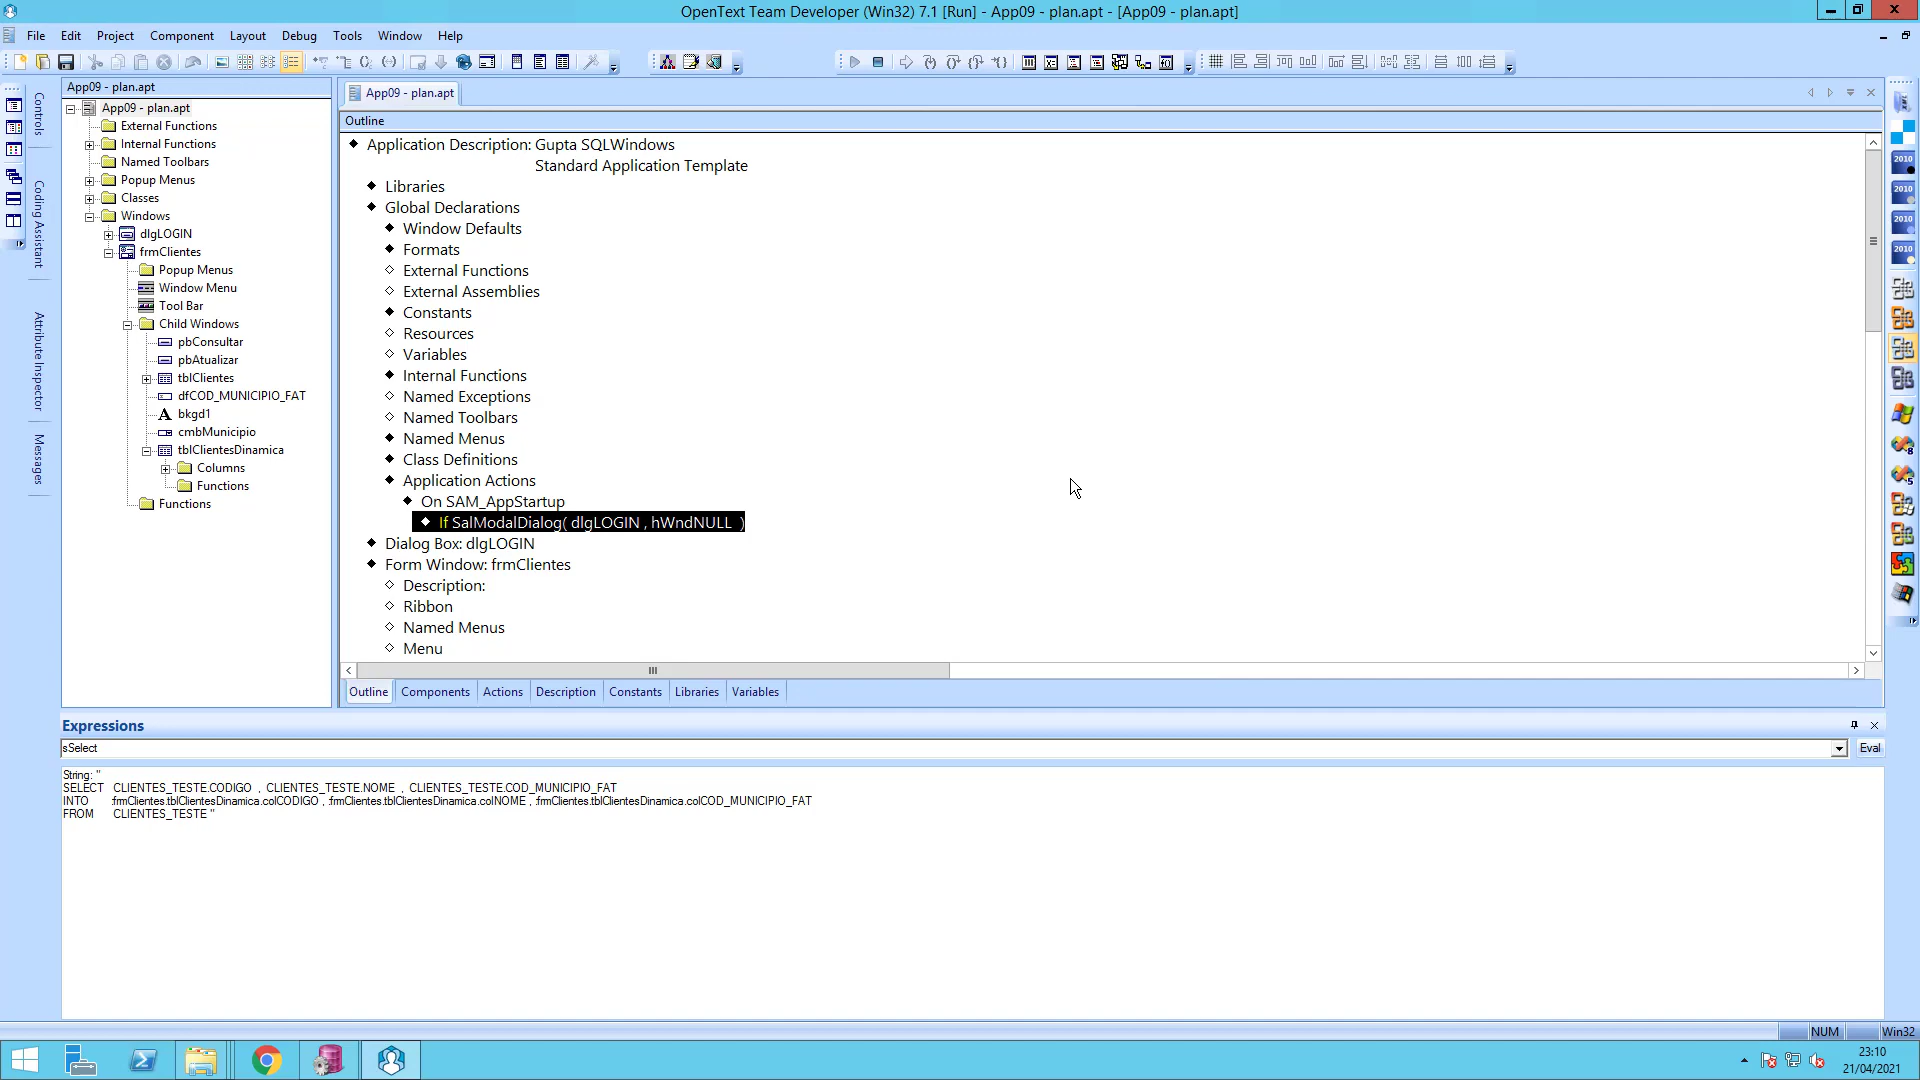 OpenText Team Developer (Win32) 7.1 [Run] - App09 - plan.apt - [App09 - plan.apt]
File Edit Project Component Layout Debug Tools Window Help
App09 - plan.apt
App09 - plan.apt
External Functions
Internal Functions
Named Toolbars
Popup Menus
Classes
Windows
dlgLOGIN
frmClientes
Popup Menus
Window Menu
Tool Bar
Child Windows
pbConsultar
pbAtualizar
tblClientes
dfCOD_MUNICIPIO_FAT
bkgd1
cmbMunicipio
tblClientesDinamica
Columns
Functions
Functions
Controls
Coding Assistant
Attribute Inspector
Messages
App09 - plan.apt
Outline
Application Description: Gupta SQLWindows
Standard Application Template
Libraries
Global Declarations
Window Defaults
Formats
External Functions
External Assemblies
Constants
Resources
Variables
Internal Functions
Named Exceptions
Named Toolbars
Named Menus
Class Definitions
Application Actions
On SAM_AppStartup
If SalModalDialog( dlgLOGIN , hWndNULL )
Dialog Box: dlgLOGIN
Form Window: frmClientes
Description:
Ribbon
Named Menus
Menu
Outline Components Actions Description Constants Libraries Variables
2010
2010
2010
2010
Expressions
sSelect
Eval
String: "
SELECT CLIENTES_TESTE.CODIGO , CLIENTES_TESTE.NOME , CLIENTES_TESTE.COD_MUNICIPIO_FAT
INTO :frmClientes.tblClientesDinamica.colCODIGO , :frmClientes.tblClientesDinamica.colNOME , :frmClientes.tblClientesDinamica.colCOD_MUNICIPIO_FAT
FROM CLIENTES_TESTE "
NUM Win32
23:10
21/04/2021